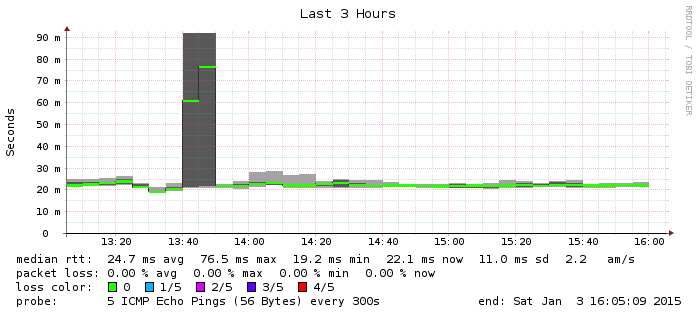 Last 3 Hours
RRDTOOL / TOBI OETIKER
Seconds
90 m
80 m
70 m
60 m
50 m
40 m
30 m
20 m
10 m
0
13:20 13:40 14:00 14:20 14:40 15:00 15:20 15:40 16:00
median rtt: 24.7 ms avg 76.5 ms max 19.2 ms min 22.1 ms now 11.0 ms sd 2.2 am/s
packet loss: 0.00 % avg 0.00 % max 0.00 % min 0.00 % now
loss color: 0 1/5 2/5 3/5 4/5
probe: 5 ICMP Echo Pings (56 Bytes) every 300s end: Sat Jan 3 16:05:09 2015